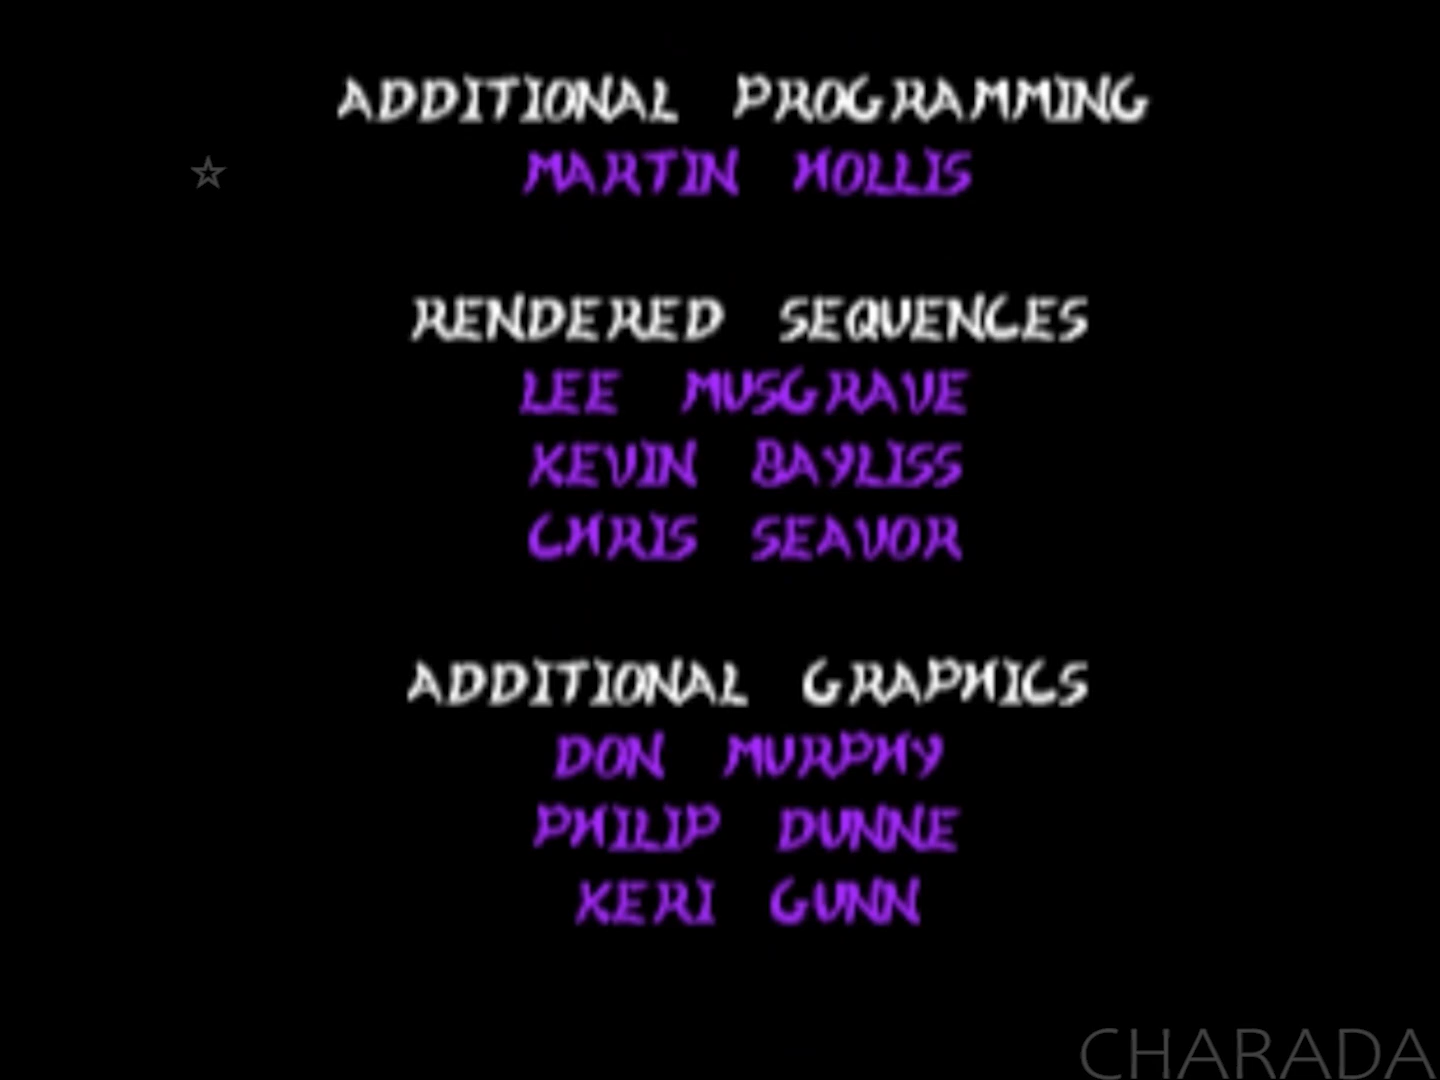 ADDITIONAL PROGRAMMING
MARTIN HOLLIS
RENDERED SEQUENCES
LEE MUSGRAVE
KEVIN BAYLISS
CHRIS SEAVOR
ADDITIONAL GRAPHICS
DON MURPHY
PHILIP DUNNE
KERI GUNN
CHARADA